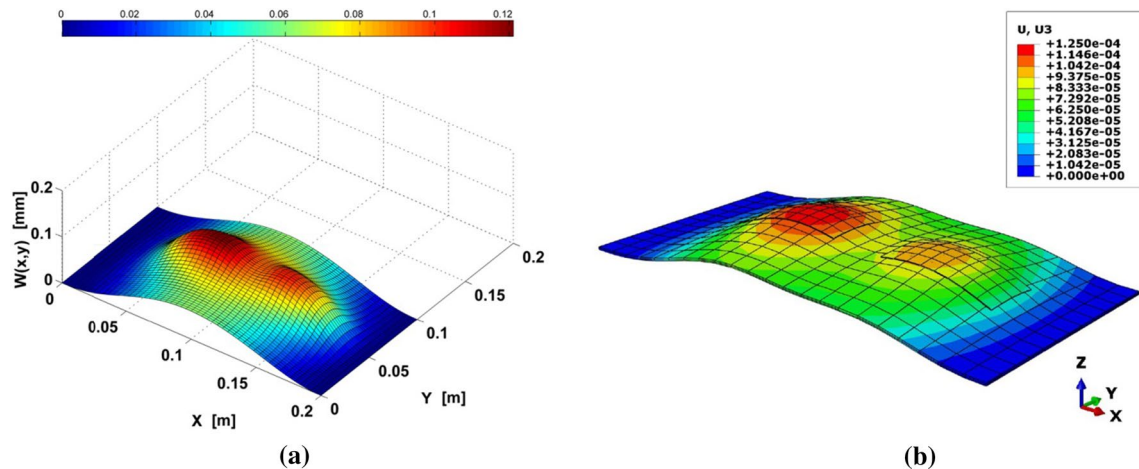 0 0.02 0.04 0.06 0.08 0.1 0.12
0.2
0.1
0
W(x,y) [mm]
0
0.05
0.1
0.15
0.2
X [m]
0
0.05
0.1
0.15
0.2
Y [m]
(a)
U, U3
+1.250e-04
+1.146e-04
+1.042e-04
+9.375e-05
+8.333e-05
+7.292e-05
+6.250e-05
+5.208e-05
+4.167e-05
+3.125e-05
+2.083e-05
+1.042e-05
+0.000e+00
Z
Y
X
(b)